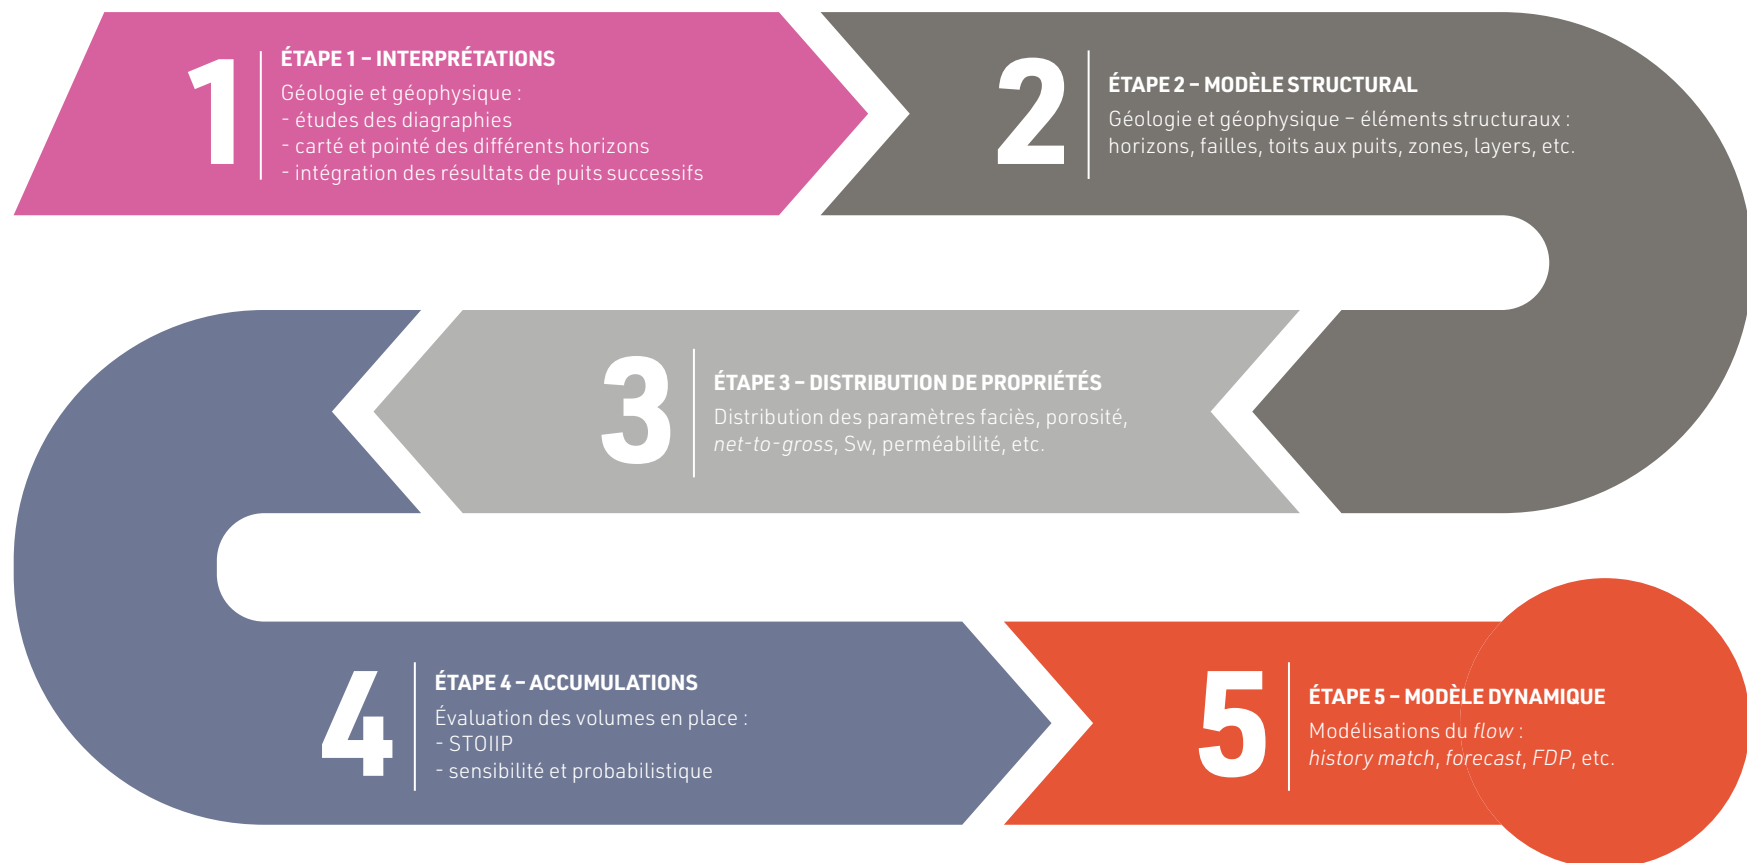 1
ÉTAPE 1 – INTERPRÉTATIONS
Géologie et géophysique :
- études des diagraphies
- carté et pointé des différents horizons
- intégration des résultats de puits successifs
2
ÉTAPE 2 – MODÈLE STRUCTURAL
Géologie et géophysique – éléments structuraux :
horizons, failles, toits aux puits, zones, layers, etc.
3
ÉTAPE 3 – DISTRIBUTION DE PROPRIÉTÉS
Distribution des paramètres faciès, porosité,
net-to-gross, Sw, perméabilité, etc.
4
ÉTAPE 4 – ACCUMULATIONS
Évaluation des volumes en place :
- STOIIP
- sensibilité et probabilistique
5
ÉTAPE 5 – MODÈLE DYNAMIQUE
Modélisations du flow :
history match, forecast, FDP, etc.